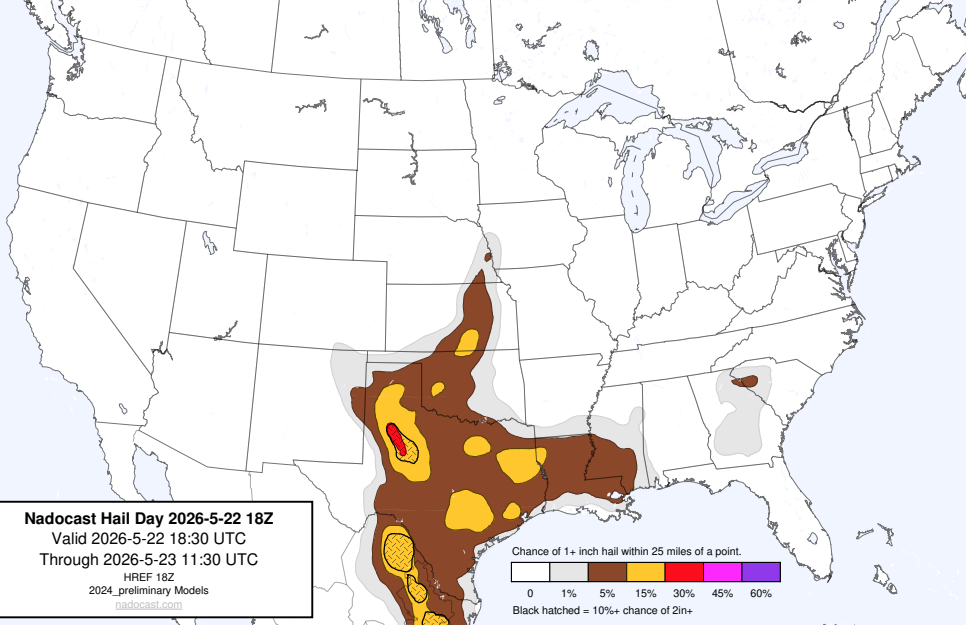 Nadocast Hail Day 2026-5-22 18Z
Valid 2026-5-22 18:30 UTC
Through 2026-5-23 11:30 UTC
HREF 18Z
2024_preliminary Models
nadocast.com
Chance of 1+ inch hail within 25 miles of a point.
0 1% 5% 15% 30% 45% 60%
Black hatched = 10%+ chance of 2in+